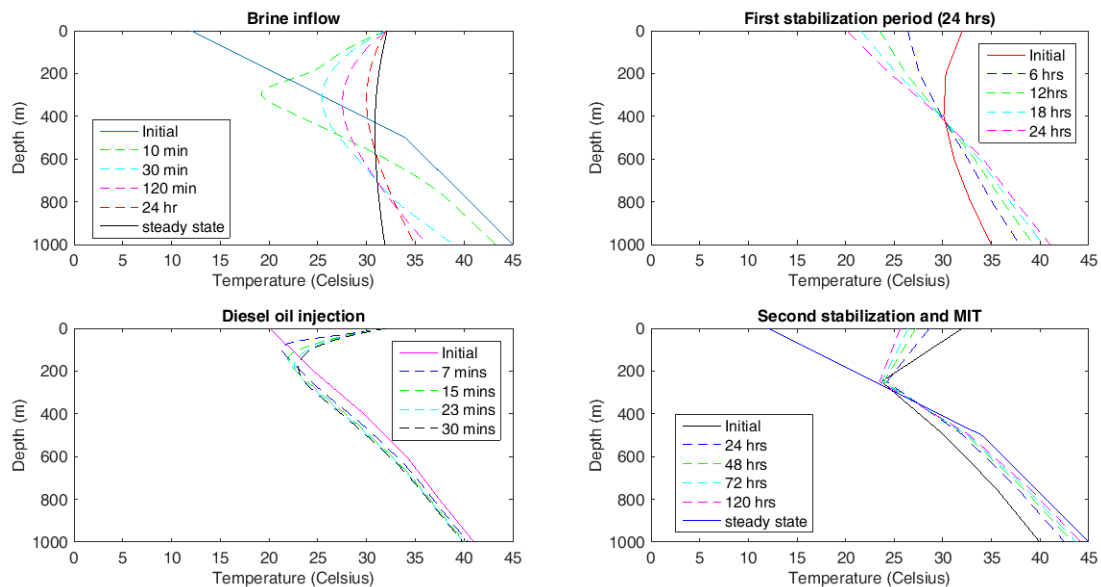 Brine inflow
0
200
400
600
800
1000
Depth (m)
Initial
10 min
30 min
120 min
24 hr
steady state
0 5 10 15 20 25 30 35 40 45
Temperature (Celsius)
First stabilization period (24 hrs)
0
200
400
600
800
1000
Depth (m)
Initial
6 hrs
12hrs
18 hrs
24 hrs
0 5 10 15 20 25 30 35 40 45
Temperature (Celsius)
Diesel oil injection
0
200
400
600
800
1000
Depth (m)
Initial
7 mins
15 mins
23 mins
30 mins
0 5 10 15 20 25 30 35 40 45
Temperature (Celsius)
Second stabilization and MIT
0
200
400
600
800
1000
Depth (m)
Initial
24 hrs
48 hrs
72 hrs
120 hrs
steady state
0 5 10 15 20 25 30 35 40 45
Temperature (Celsius)